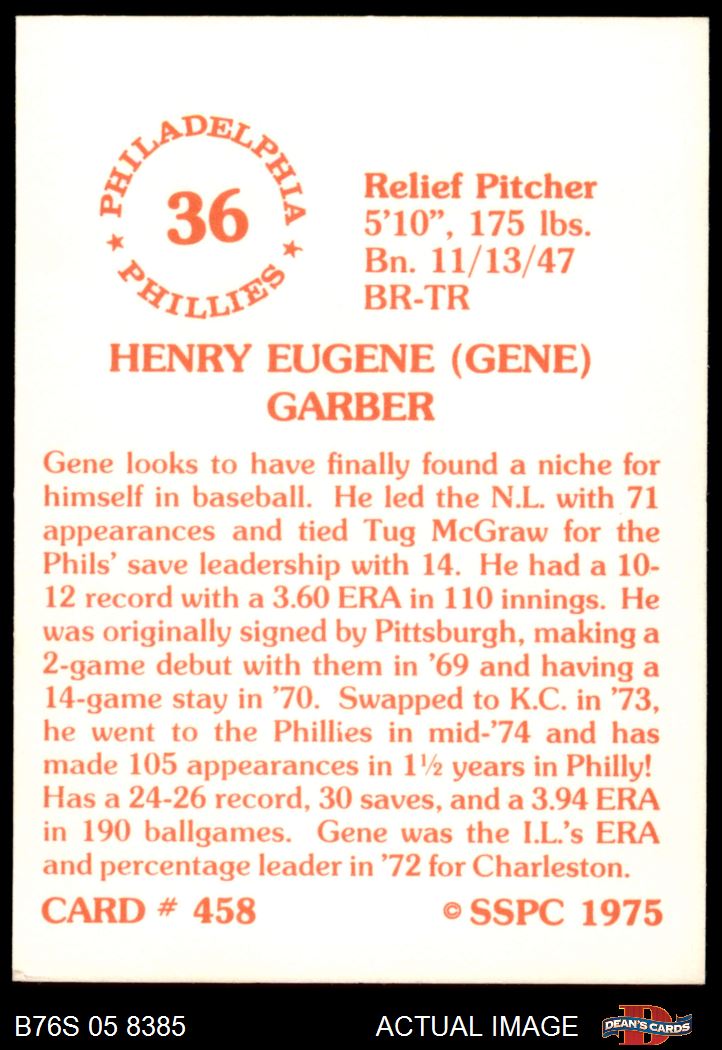 PHILADELPHIA
36
PHILLIES
Relief Pitcher
5'10", 175 lbs.
Bn. 11/13/47
BR-TR
HENRY EUGENE (GENE)
GARBER
Gene looks to have finally found a niche for
himself in baseball. He led the N.L. with 71
appearances and tied Tug McGraw for the
Phils' save leadership with 14. He had a 10-
12 record with a 3.60 ERA in 110 innings. He
was originally signed by Pittsburgh, making a
2-game debut with them in '69 and having a
14-game stay in '70. Swapped to K.C. in '73,
he went to the Phillies in mid-'74 and has
made 105 appearances in 1½ years in Philly!
Has a 24-26 record, 30 saves, and a 3.94 ERA
in 190 ballgames. Gene was the I.L.'s ERA
and percentage leader in '72 for Charleston.
CARD # 458 © SSPC 1975
B76S 05 8385 ACTUAL IMAGE D DEAN'S CARDS